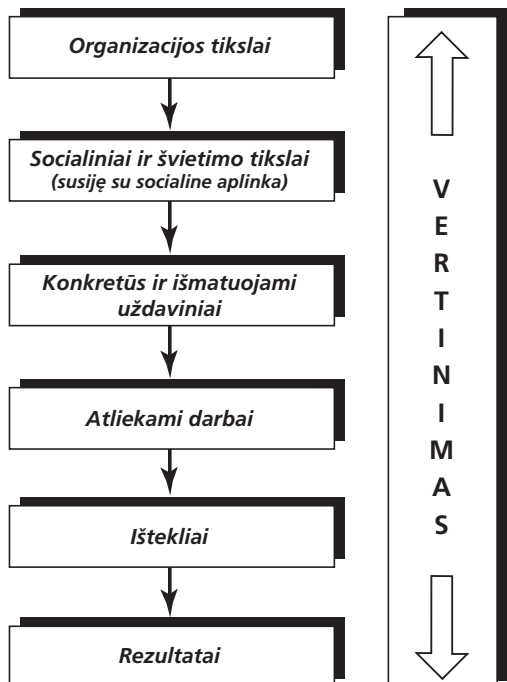 Organizacijos tikslai
Socialiniai ir švietimo tikslai
(susiję su socialine aplinka)
Konkretūs ir išmatuojami
uždaviniai
Atliekami darbai
Ištekliai
Rezultatai
V
E
R
T
I
N
I
M
A
S